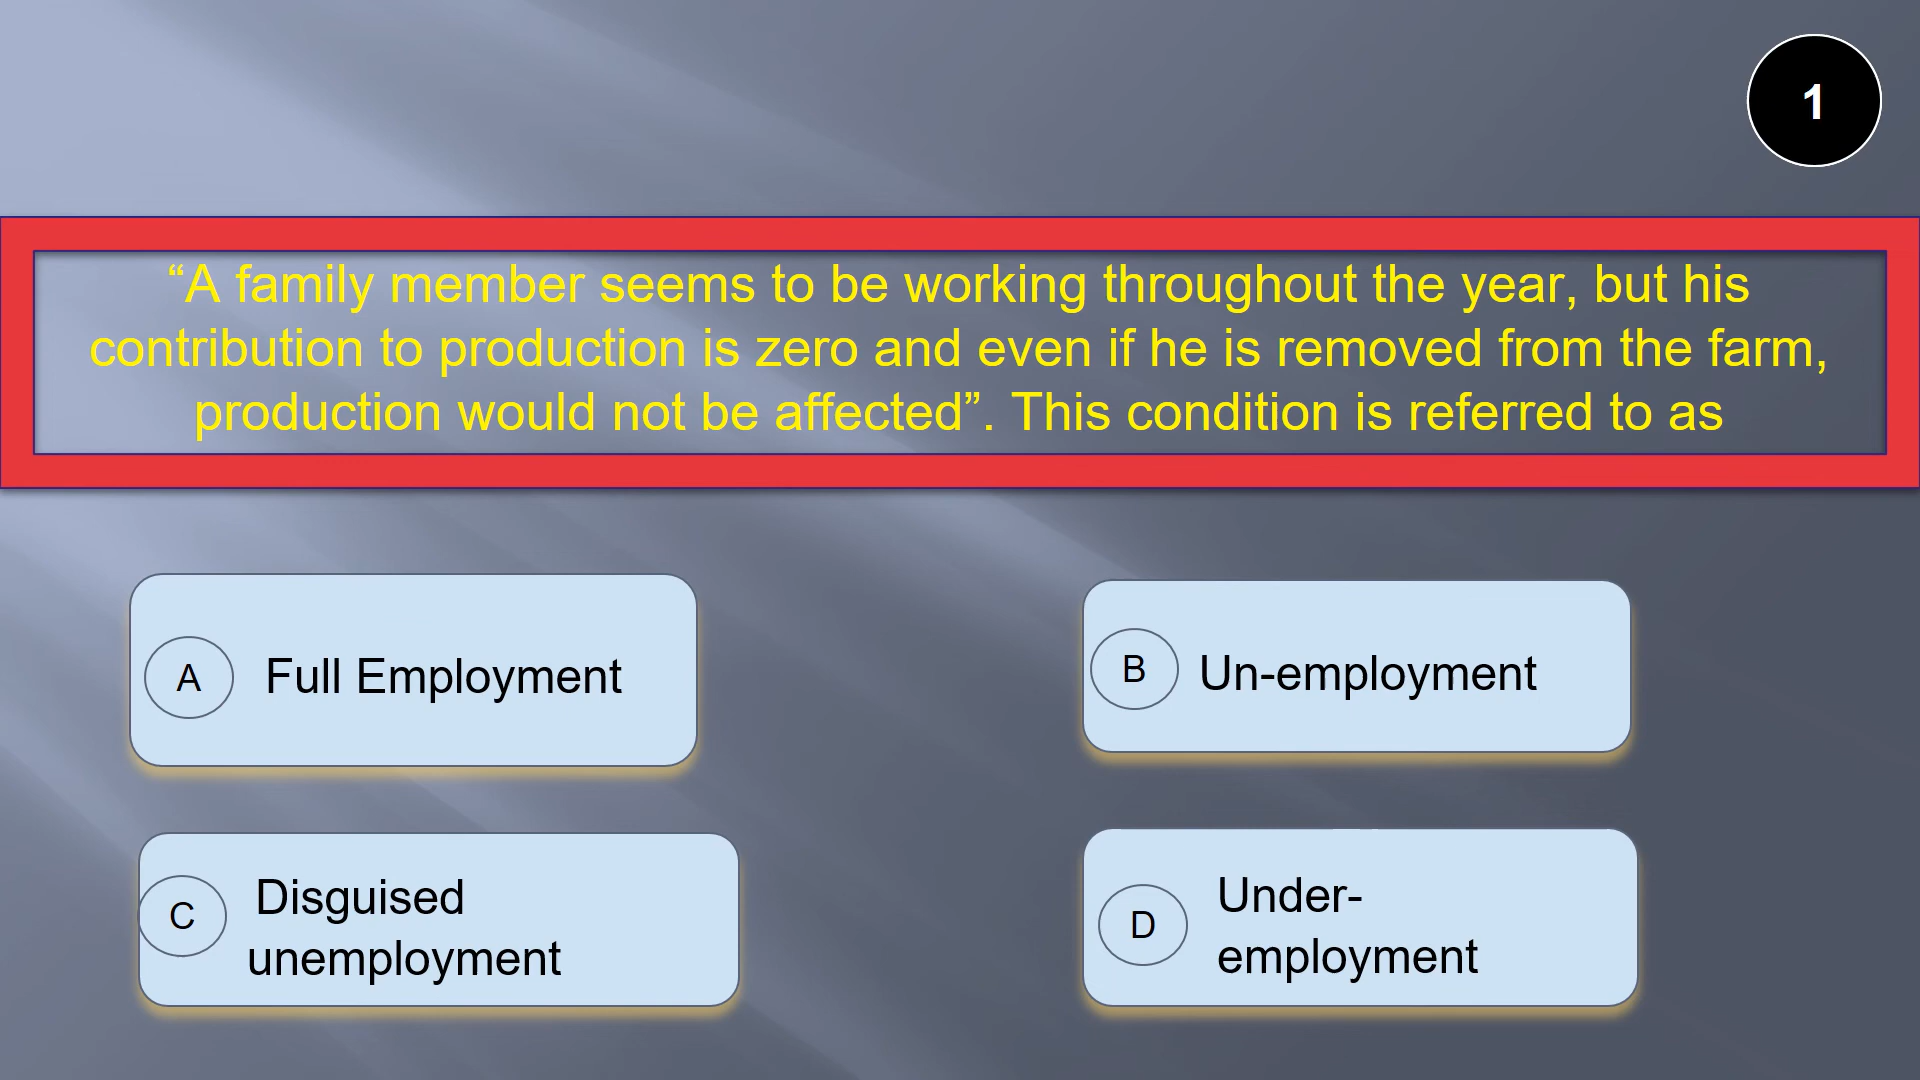 1
“A family member seems to be working throughout the year, but his
contribution to production is zero and even if he is removed from the farm,
production would not be affected”. This condition is referred to as
A Full Employment
B Un-employment
C Disguised
unemployment
D Under-
employment